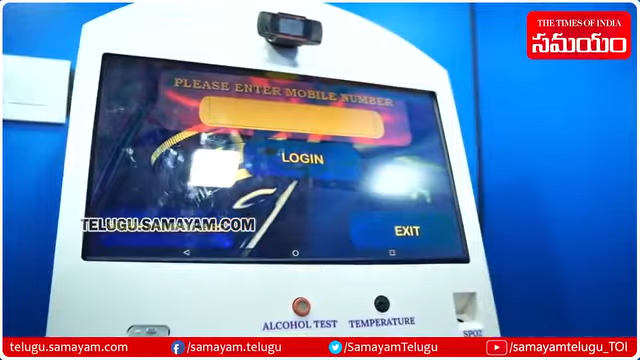 THE TIMES OF INDIA
సమయం
PLEASE ENTER MOBILE NUMBER
LOGIN
TELUGU.SAMAYAM.COM
EXIT
ALCOHOL TEST TEMPERATURE
SPO2
telugu.samayam.com /samayam.telugu /SamayamTelugu /samayamtelugu_TOI